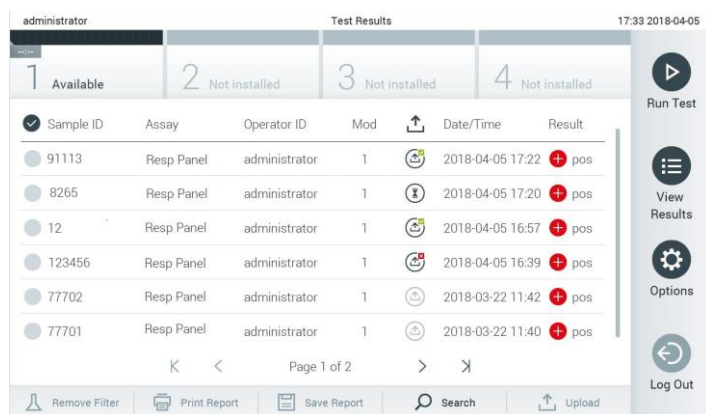 administrator Test Results 17:33 2018-04-05
--:--
1 Available 2 Not installed 3 Not installed 4 Not installed
Run Test
Sample ID Assay Operator ID Mod Date/Time Result
91113 Resp Panel administrator 1 2018-04-05 17:22 pos
8265 Resp Panel administrator 1 2018-04-05 17:20 pos
View
Results
12 Resp Panel administrator 1 2018-04-05 16:57 pos
123456 Resp Panel administrator 1 2018-04-05 16:39 pos
77702 Resp Panel administrator 1 2018-03-22 11:42 pos
Options
77701 Resp Panel administrator 1 2018-03-22 11:40 pos
Page 1 of 2
Log Out
Remove Filter Print Report Save Report Search Upload